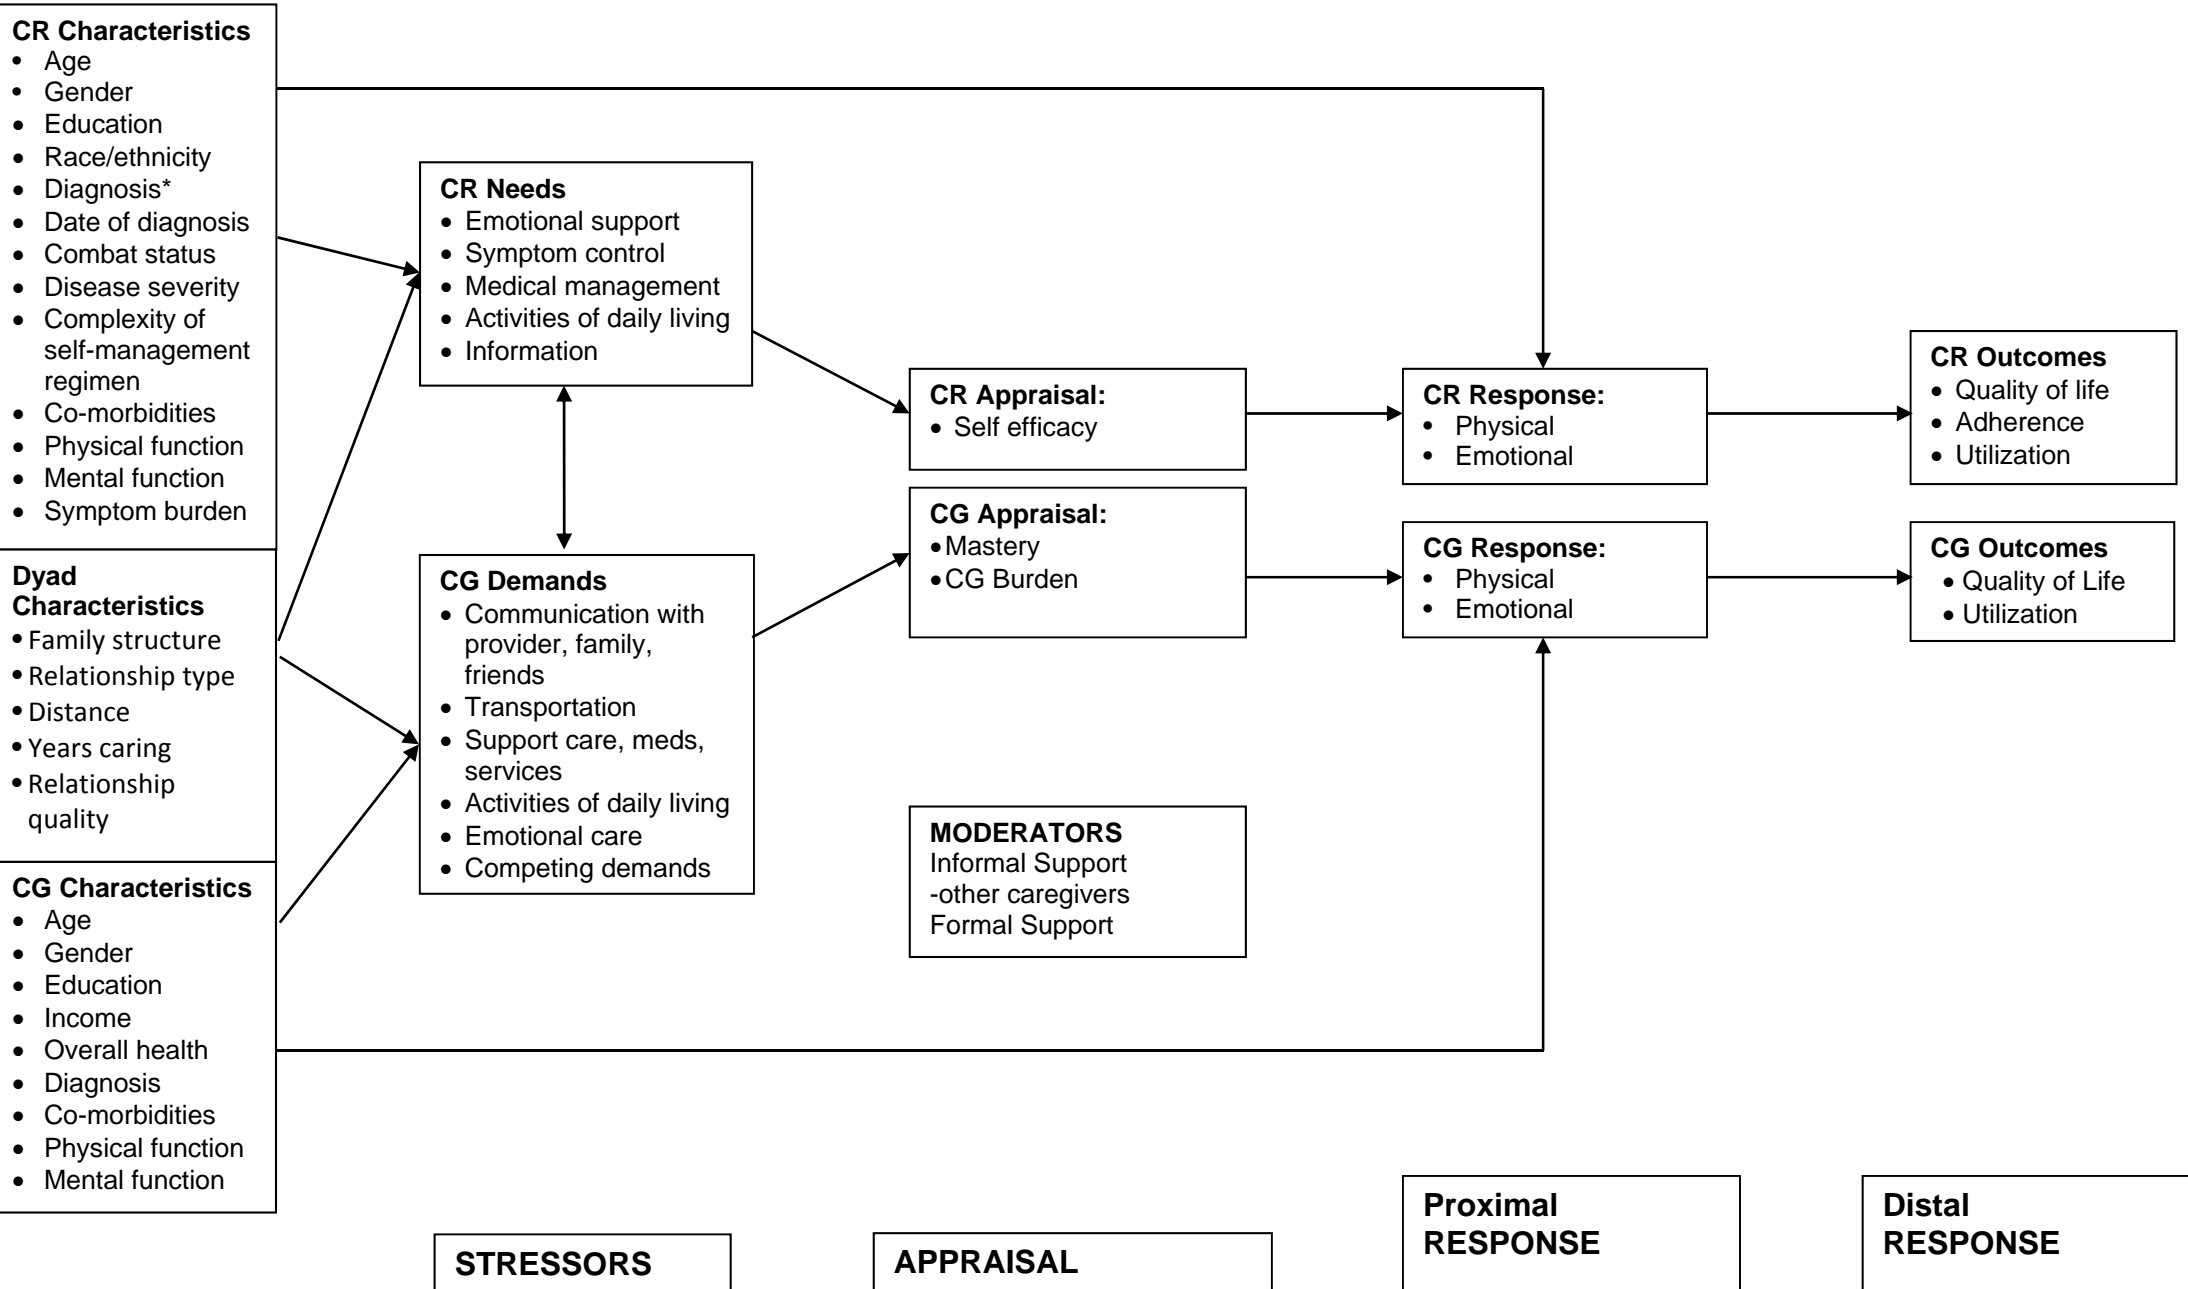 CR Characteristics
• Age
• Gender
• Education
• Race/ethnicity
• Diagnosis*
• Date of diagnosis
• Combat status
• Disease severity
• Complexity of
self-management
regimen
• Co-morbidities
• Physical function
• Mental function
• Symptom burden
Dyad
Characteristics
• Family structure
• Relationship type
• Distance
• Years caring
• Relationship
quality
CG Characteristics
• Age
• Gender
• Education
• Income
• Overall health
• Diagnosis
• Co-morbidities
• Physical function
• Mental function
CR Needs
• Emotional support
• Symptom control
• Medical management
• Activities of daily living
• Information
CG Demands
• Communication with
provider, family,
friends
• Transportation
• Support care, meds,
services
• Activities of daily living
• Emotional care
• Competing demands
CR Appraisal:
• Self efficacy
CG Appraisal:
• Mastery
• CG Burden
MODERATORS
Informal Support
-other caregivers
Formal Support
CR Response:
• Physical
• Emotional
CG Response:
• Physical
• Emotional
CR Outcomes
• Quality of life
• Adherence
• Utilization
CG Outcomes
• Quality of Life
• Utilization
STRESSORS
APPRAISAL
Proximal
RESPONSE
Distal
RESPONSE